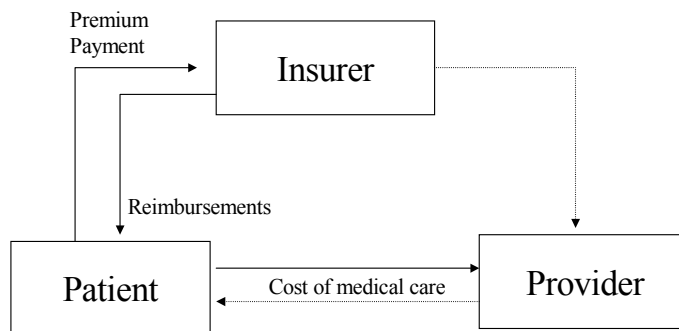 Premium
Payment
Insurer
Reimbursements
Patient
Cost of medical care
Provider